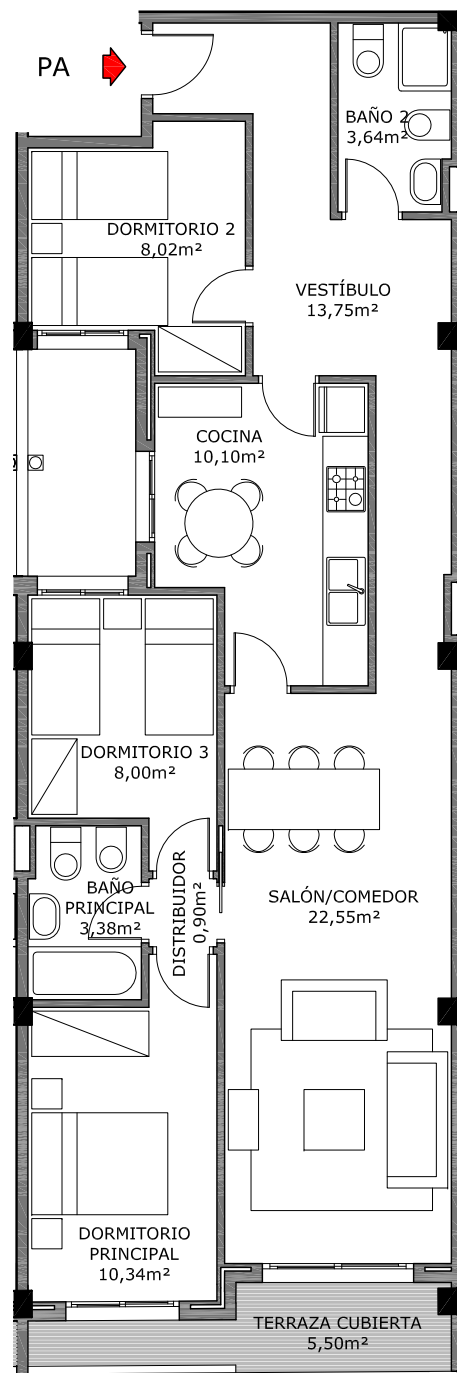 PA
BAÑO 2
3,64m²
DORMITORIO 2
8,02m²
VESTÍBULO
13,75m²
COCINA
10,10m²
DORMITORIO 3
8,00m²
BAÑO
PRINCIPAL
3,38m²
DISTRIBUIDOR
0,90m²
SALÓN/COMEDOR
22,55m²
DORMITORIO
PRINCIPAL
10,34m²
TERRAZA CUBIERTA
5,50m²